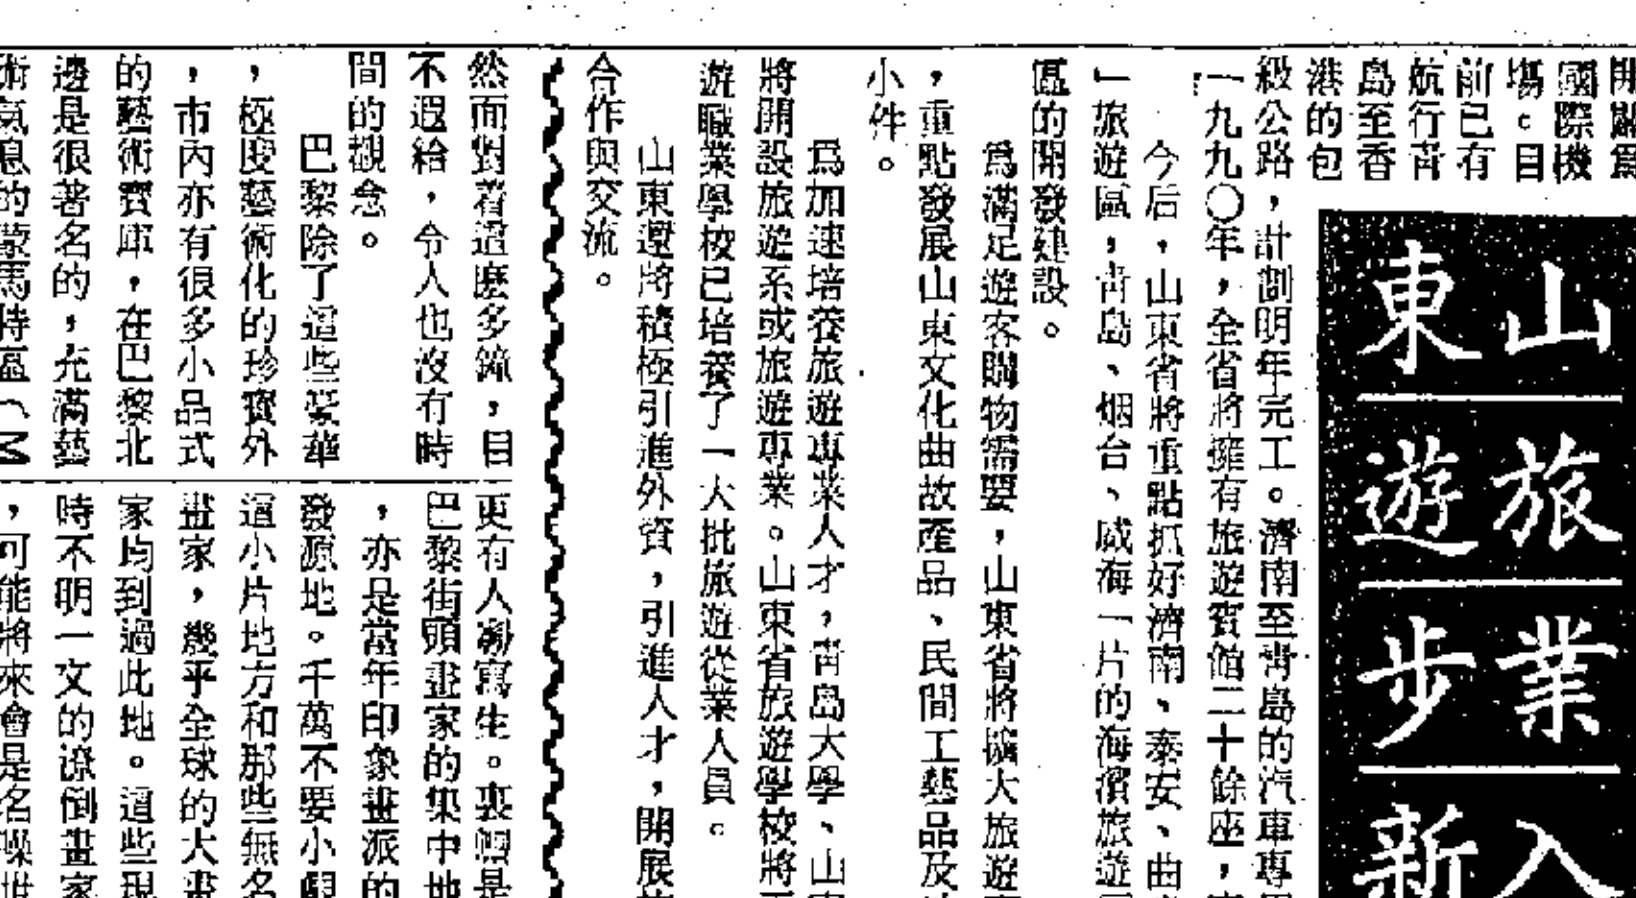 山東
旅遊
業步
入新
開闢爲
國際機
塲。目
前已有
航行靑
島至香
港的包
級公路，計劃明年完工。濟南至靑島的汽車專用
一九九〇年，全省將擁有旅遊賓館二十餘座，
今后，山東省將重點抓好濟南、泰安、曲
」旅遊區，靑島、烟台、威海一片的海濱旅遊
區的開發建設。
爲滿足遊客購物需要，山東省將擴大旅遊
，重點發展山東文化曲故產品、民間工藝品及
小件。
爲加速培養旅遊專業人才，靑島大學、山
將開設旅遊系或旅遊專業。山東省旅遊學校將
遊職業學校已培養了一大批旅遊從業人員。
山東還將積極引進外資，引進人才，開展
合作與交流。
然而對着這麽多鐘，目
不遐給，令人也沒有時
間的觀念。
巴黎除了這些豪華
，極度藝術化的珍寶外
，市內亦有很多小品式
的藝術寶庫，在巴黎北
邊是很著名的，充滿藝
術氣息的蒙馬特區（M
更有人寫生。裏
巴黎街頭畫家的集中地
，亦是當年印象畫派的
發源地。千萬不要小覷
這小片地方和那些無名
畫家，幾乎全球的大畫
家均到過此地。這些現
時不明一文的潦倒畫家
，可能將來會是名噪世